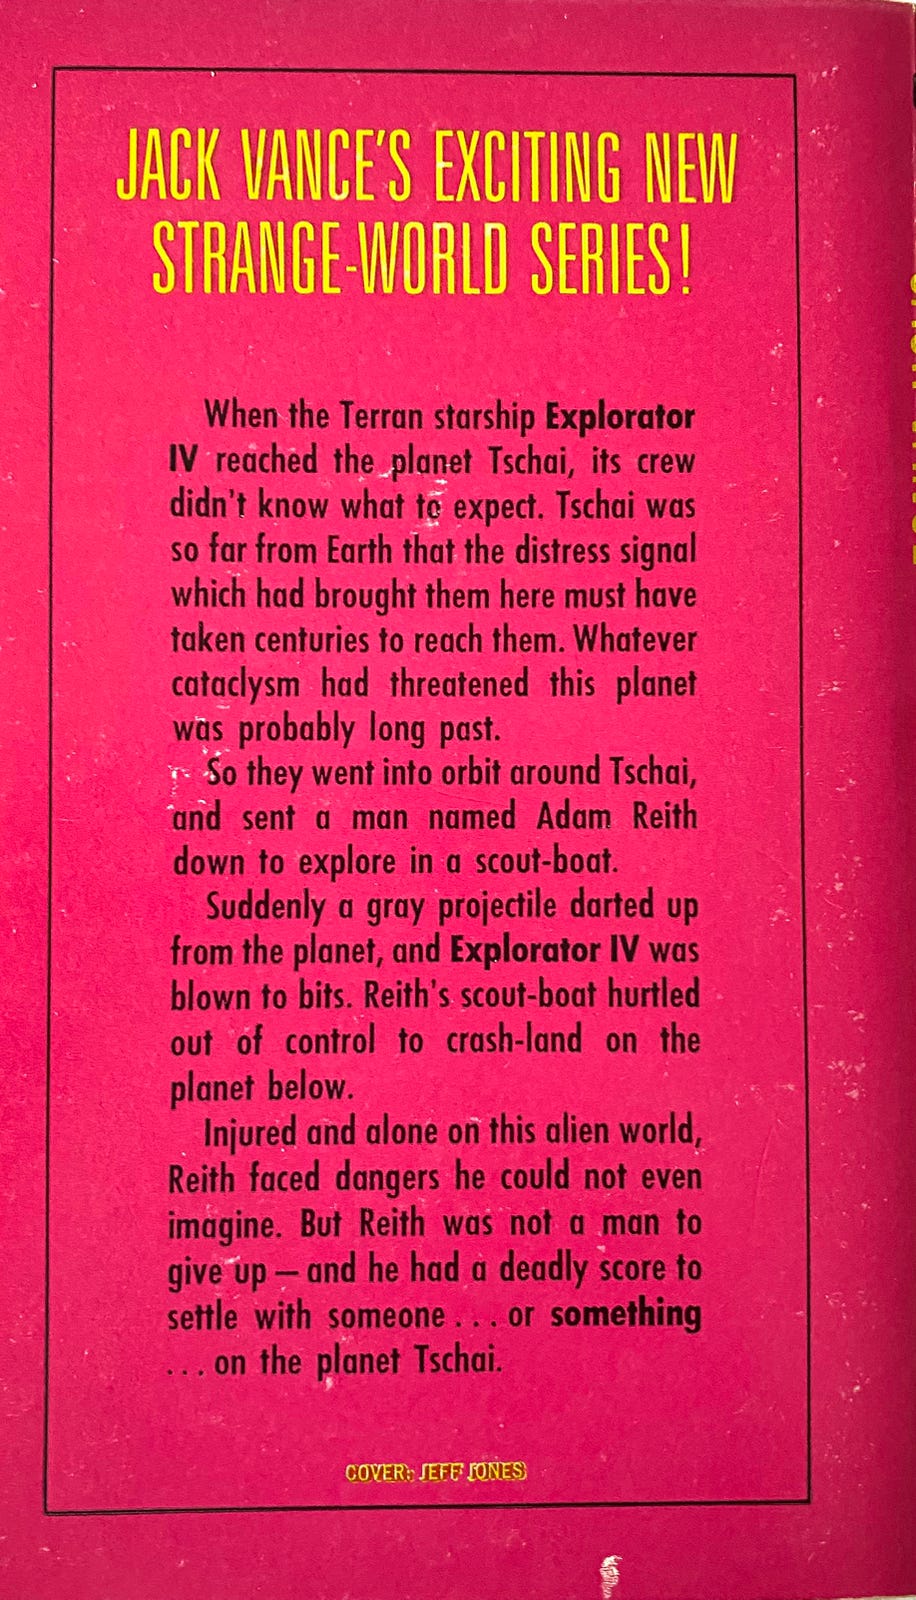 JACK VANCE'S EXCITING NEW
STRANGE-WORLD SERIES!
When the Terran starship Explorator
IV reached the planet Tschai, its crew
didn't know what to expect. Tschai was
so far from Earth that the distress signal
which had brought them here must have
taken centuries to reach them. Whatever
cataclysm had threatened this planet
was probably long past.
So they went into orbit around Tschai,
and sent a man named Adam Reith
down to explore in a scout-boat.
Suddenly a gray projectile darted up
from the planet, and Explorator IV was
blown to bits. Reith's scout-boat hurtled
out of control to crash-land on the
planet below.
Injured and alone on this alien world,
Reith faced dangers he could not even
imagine. But Reith was not a man to
give up — and he had a deadly score to
settle with someone . . . or something
. . . on the planet Tschai.
COVER: JEFF JONES